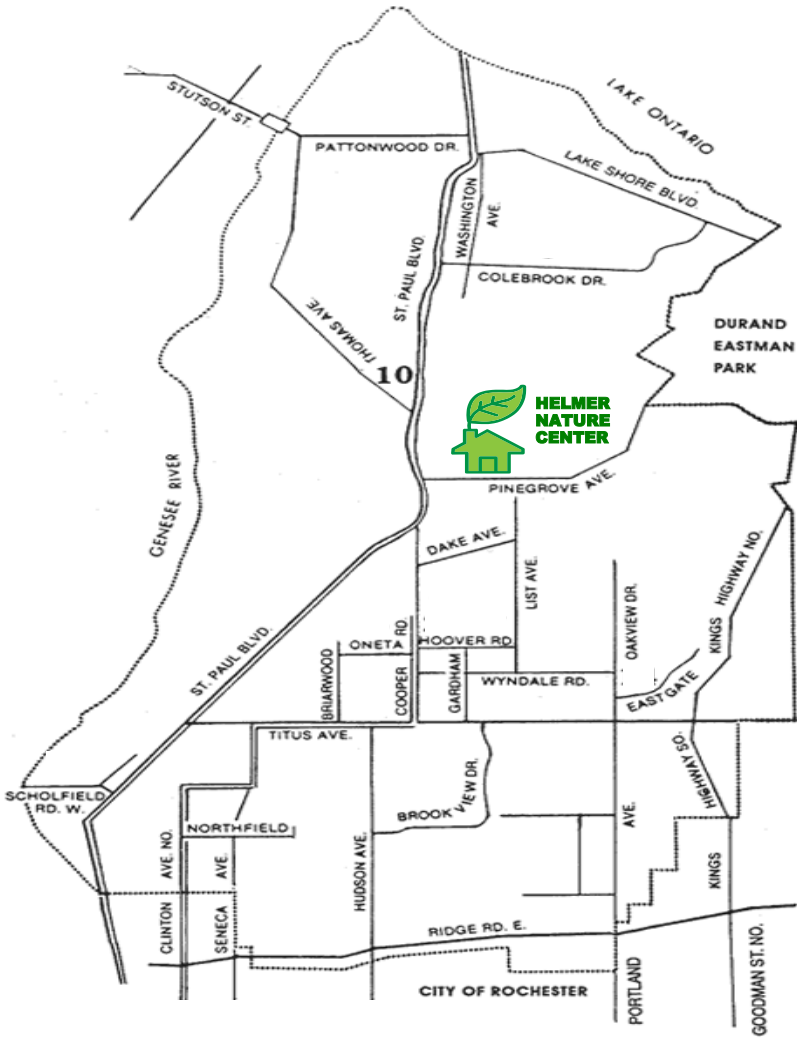 STUTSON ST.
LAKE ONTARIO
PATTONWOOD DR.
LAKE SHORE BLVD.
WASHINGTON
AVE.
ST. PAUL BLVD.
COLEBROOK DR.
THOMAS AVE.
DURAND
EASTMAN
PARK
10
HELMER
NATURE
CENTER
GENESEE RIVER
PINEGROVE AVE.
DAKE AVE.
LIST AVE.
KINGS HIGHWAY NO.
OAKVIEW DR.
ST. PAUL BLVD.
ONETA
HOOVER RD.
BRIARWOOD
COOPER RD.
GARDHAM
WYNDALE RD.
EAST GATE
TITUS AVE.
SCHOLFIELD
RD. W.
BROOK VIEW DR.
KINGS HIGHWAY SO.
NORTHFIELD
CLINTON AVE. NO.
SENECA AVE.
HUDSON AVE.
PORTLAND AVE.
RIDGE RD. E.
CITY OF ROCHESTER
GOODMAN ST. NO.